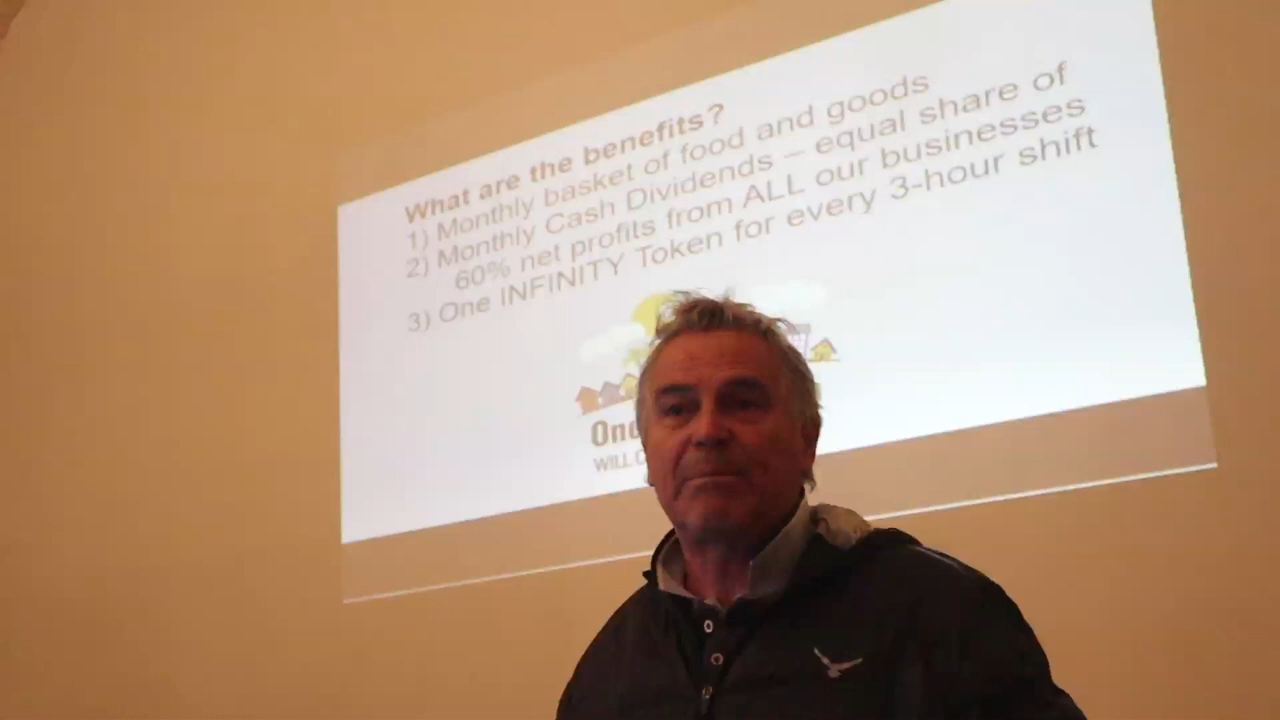 What are the benefits?
1) Monthly basket of food and goods
2) Monthly Cash Dividends – equal share of
60% net profits from ALL our businesses
3) One INFINITY Token for every 3-hour shift